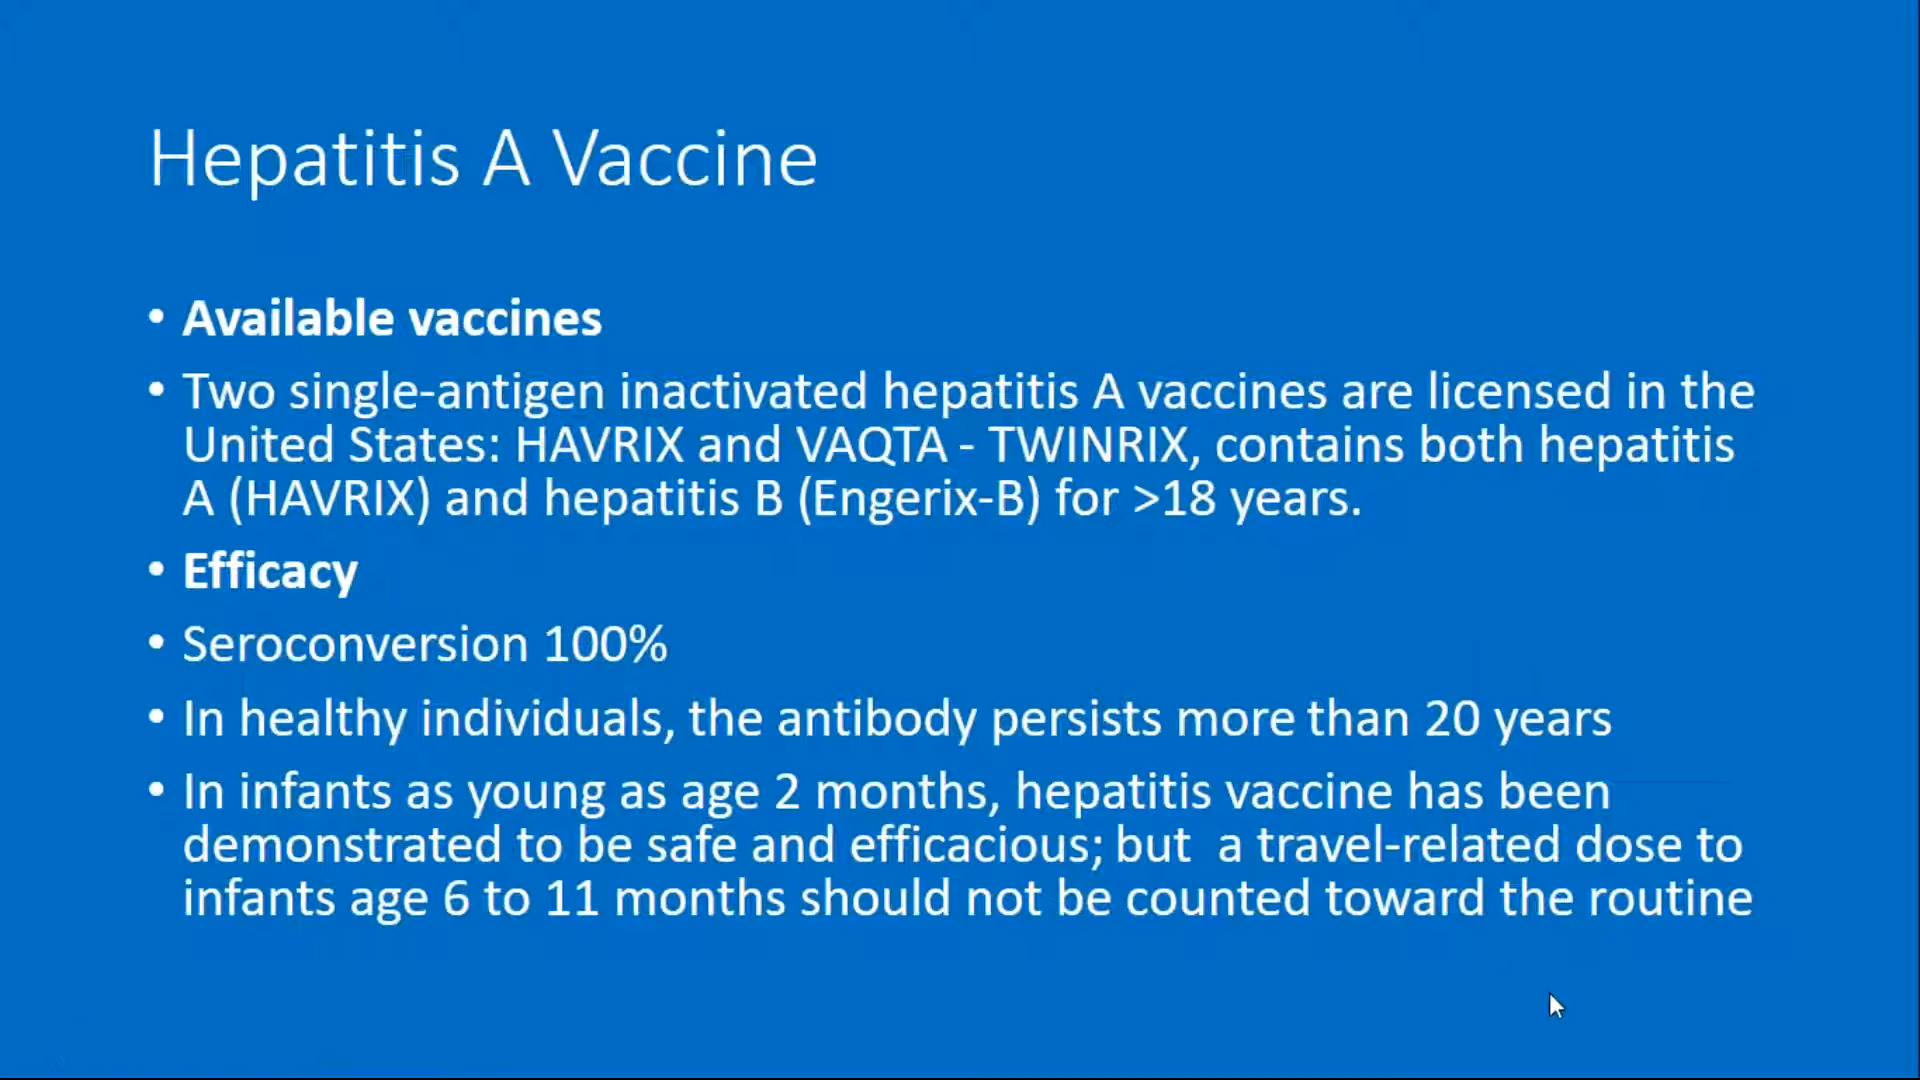 Hepatitis A Vaccine
• Available vaccines
• Two single-antigen inactivated hepatitis A vaccines are licensed in the
United States: HAVRIX and VAQTA - TWINRIX, contains both hepatitis
A (HAVRIX) and hepatitis B (Engerix-B) for >18 years.
• Efficacy
• Seroconversion 100%
• In healthy individuals, the antibody persists more than 20 years
• In infants as young as age 2 months, hepatitis vaccine has been
demonstrated to be safe and efficacious; but  a travel-related dose to
infants age 6 to 11 months should not be counted toward the routine